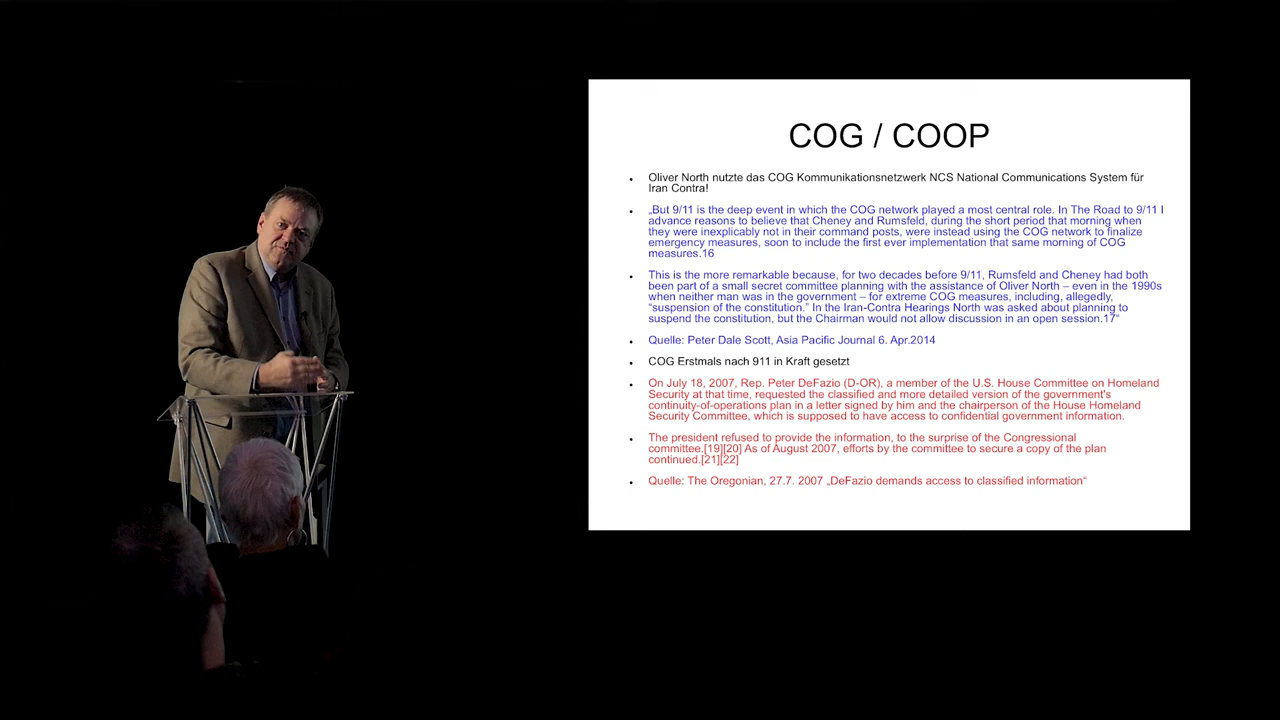 COG / COOP
Oliver North nutzte das COG Kommunikationsnetzwerk NCS National Communications System für
Iran Contra!
„But 9/11 is the deep event in which the COG network played a most central role. In The Road to 9/11 I
advance reasons to believe that Cheney and Rumsfeld, during the short period that morning when
they were inexplicably not in their command posts, were instead using the COG network to finalize
emergency measures, soon to include the first ever implementation that same morning of COG
measures.16
This is the more remarkable because, for two decades before 9/11, Rumsfeld and Cheney had both
been part of a small secret committee planning with the assistance of Oliver North – even in the 1990s
when neither man was in the government – for extreme COG measures, including, allegedly,
“suspension of the constitution.” In the Iran-Contra Hearings North was asked about planning to
suspend the constitution, but the Chairman would not allow discussion in an open session.17“
Quelle: Peter Dale Scott, Asia Pacific Journal 6. Apr.2014
COG Erstmals nach 911 in Kraft gesetzt
On July 18, 2007, Rep. Peter DeFazio (D-OR), a member of the U.S. House Committee on Homeland
Security at that time, requested the classified and more detailed version of the government's
continuity-of-operations plan in a letter signed by him and the chairperson of the House Homeland
Security Committee, which is supposed to have access to confidential government information.
The president refused to provide the information, to the surprise of the Congressional
committee.[19][20] As of August 2007, efforts by the committee to secure a copy of the plan
continued.[21][22]
Quelle: The Oregonian, 27.7. 2007 „DeFazio demands access to classified information“